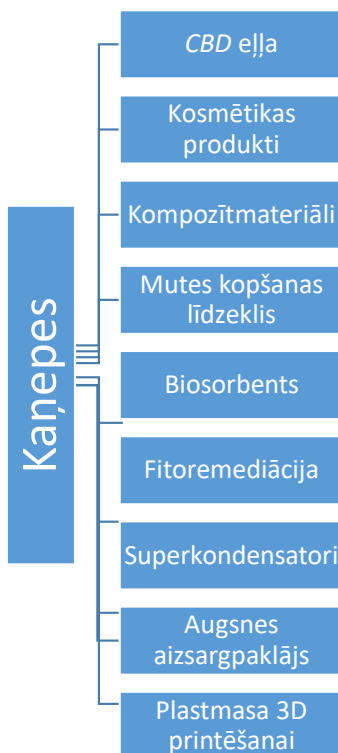 Kaņepes
CBD eļļa
Kosmētikas
produkti
Kompozītmateriāli
Mutes kopšanas
līdzeklis
Biosorbents
Fitoremediācija
Superkondensatori
Augsnes
aizsargpaklājs
Plastmasa 3D
printēšanai